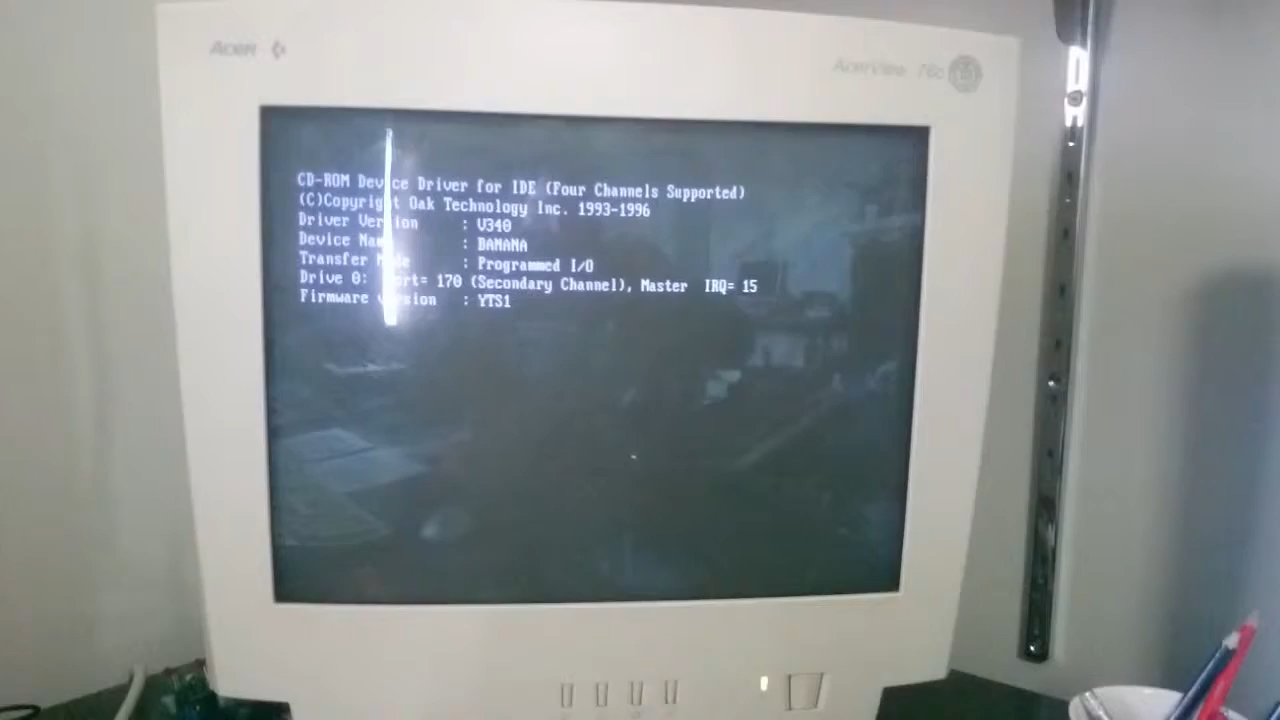 Acer
AcerView 76c
CD-ROM Device Driver for IDE (Four Channels Supported)
(C)Copyright Oak Technology Inc. 1993-1996
Driver Version : V340
Device Name : BANANA
Transfer Mode : Programmed I/O
Drive 0: Port= 170 (Secondary Channel), Master IRQ= 15
Firmware version : YTS1